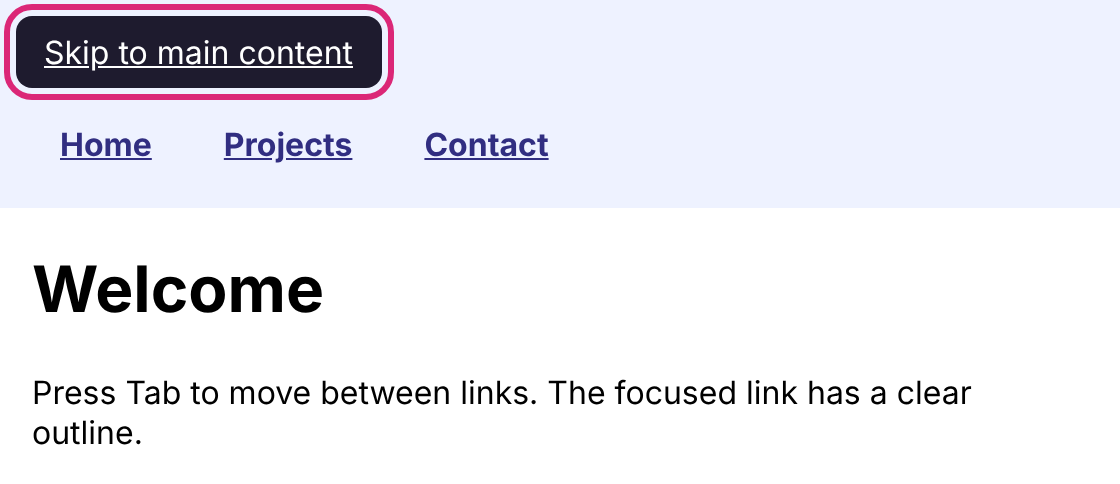 Skip to main content
Home Projects Contact
Welcome
Press Tab to move between links. The focused link has a clear
outline.